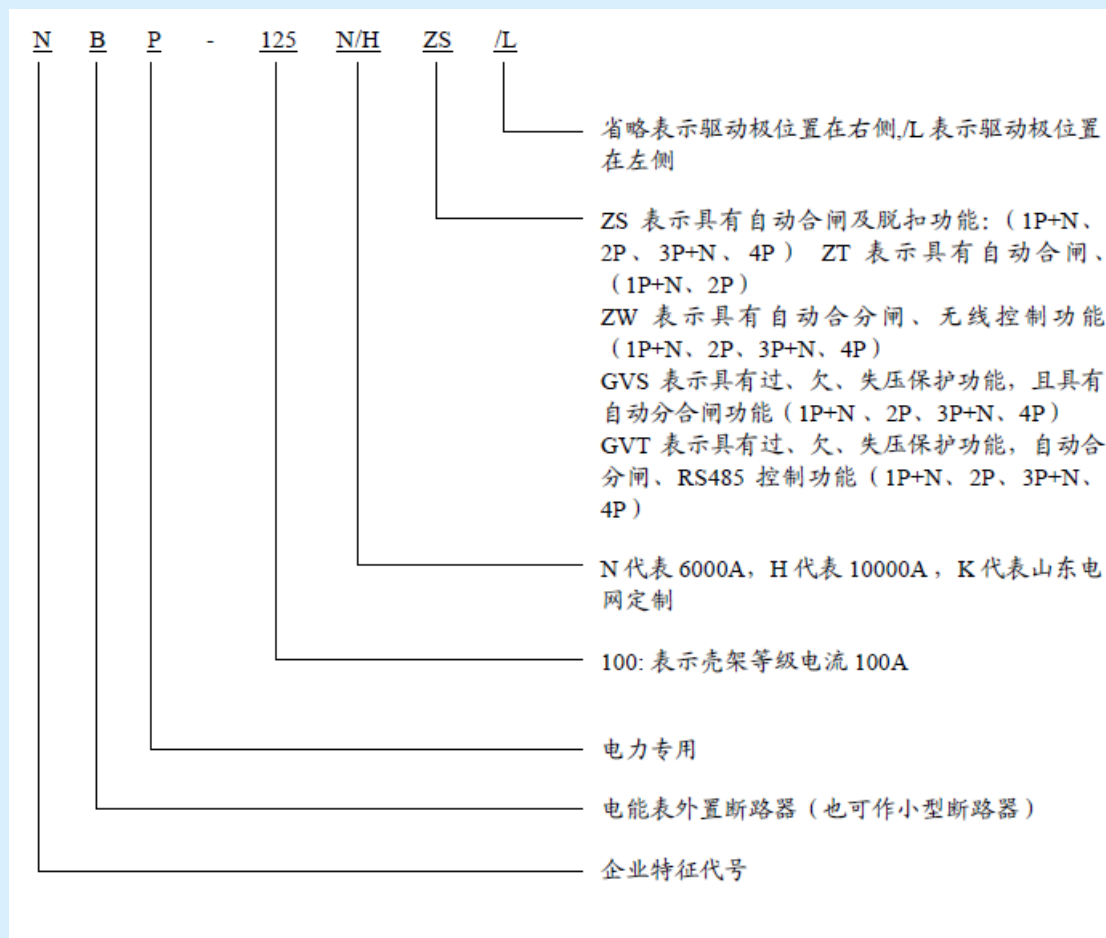 N B P - 125 N/H ZS /L
省略表示驱动极位置在右侧,/L 表示驱动极位置
在左侧
ZS 表示具有自动合闸及脱扣功能:（1P+N、
2P、3P+N、4P） ZT 表示具有自动合闸、
（1P+N、2P）
ZW 表示具有自动合分闸、无线控制功能
（1P+N、2P、3P+N、4P）
GVS 表示具有过、欠、失压保护功能，且具有
自动分合闸功能（1P+N 、2P、3P+N、4P）
GVT 表示具有过、欠、失压保护功能，自动合
分闸、RS485 控制功能（1P+N、2P、3P+N、
4P）
N 代表 6000A，H 代表 10000A ，K 代表山东电
网定制
100: 表示壳架等级电流 100A
电力专用
电能表外置断路器（也可作小型断路器）
企业特征代号